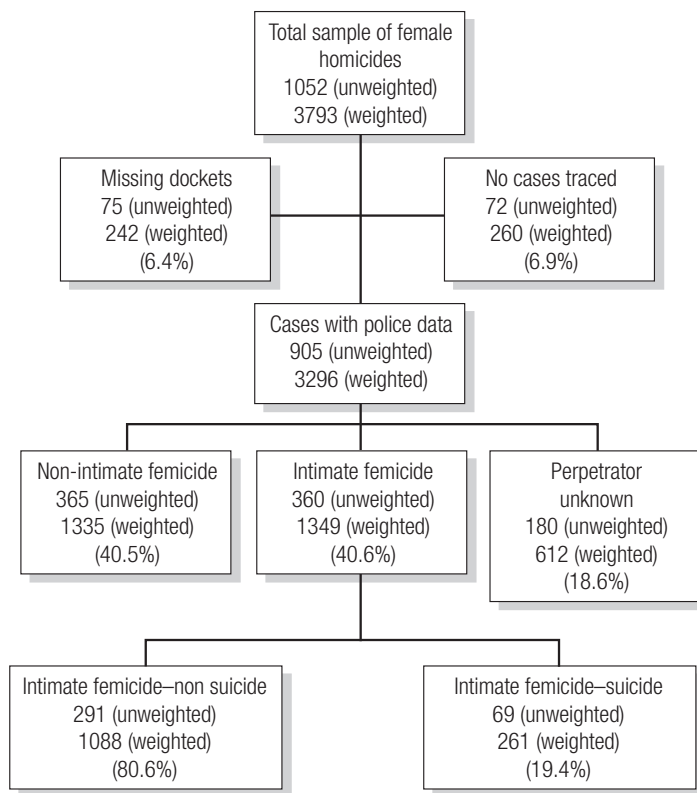 Total sample of female
homicides
1052 (unweighted)
3793 (weighted)
Missing dockets
75 (unweighted)
242 (weighted)
(6.4%)
No cases traced
72 (unweighted)
260 (weighted)
(6.9%)
Cases with police data
905 (unweighted)
3296 (weighted)
Non-intimate femicide
365 (unweighted)
1335 (weighted)
(40.5%)
Intimate femicide
360 (unweighted)
1349 (weighted)
(40.6%)
Perpetrator
unknown
180 (unweighted)
612 (weighted)
(18.6%)
Intimate femicide–non suicide
291 (unweighted)
1088 (weighted)
(80.6%)
Intimate femicide–suicide
69 (unweighted)
261 (weighted)
(19.4%)